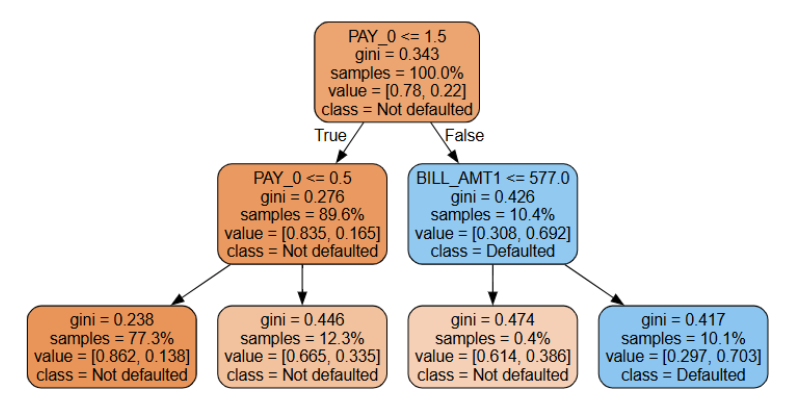 PAY_0 <= 1.5
gini = 0.343
samples = 100.0%
value = [0.78, 0.22]
class = Not defaulted
True
False
PAY_0 <= 0.5
gini = 0.276
samples = 89.6%
value = [0.835, 0.165]
class = Not defaulted
BILL_AMT1 <= 577.0
gini = 0.426
samples = 10.4%
value = [0.308, 0.692]
class = Defaulted
gini = 0.238
samples = 77.3%
value = [0.862, 0.138]
class = Not defaulted
gini = 0.446
samples = 12.3%
value = [0.665, 0.335]
class = Not defaulted
gini = 0.474
samples = 0.4%
value = [0.614, 0.386]
class = Not defaulted
gini = 0.417
samples = 10.1%
value = [0.297, 0.703]
class = Defaulted